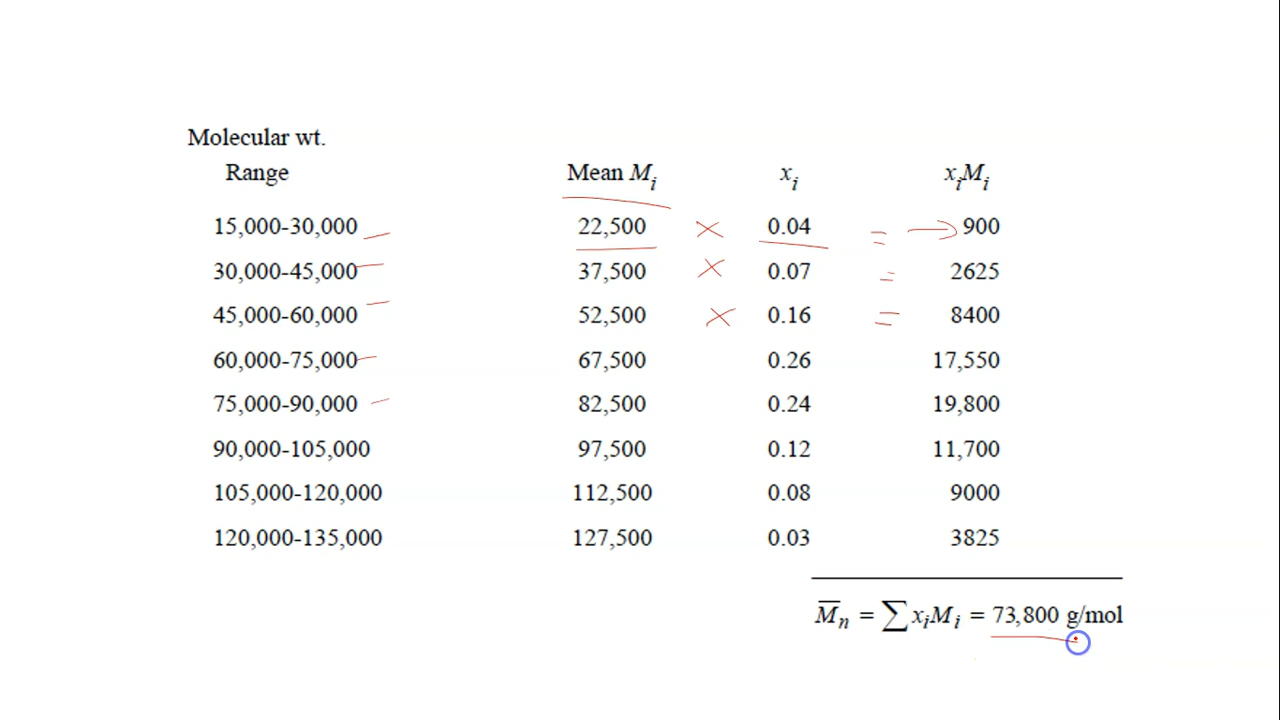 Molecular wt.
Range Mean Mᵢ xᵢ xᵢMᵢ
15,000-30,000 22,500 × 0.04 = → 900
30,000-45,000 37,500 × 0.07 = 2625
45,000-60,000 52,500 × 0.16 = 8400
60,000-75,000 67,500 0.26 17,550
75,000-90,000 82,500 0.24 19,800
90,000-105,000 97,500 0.12 11,700
105,000-120,000 112,500 0.08 9000
120,000-135,000 127,500 0.03 3825
M̅ₙ = ∑ xᵢMᵢ = 73,800 g/mol